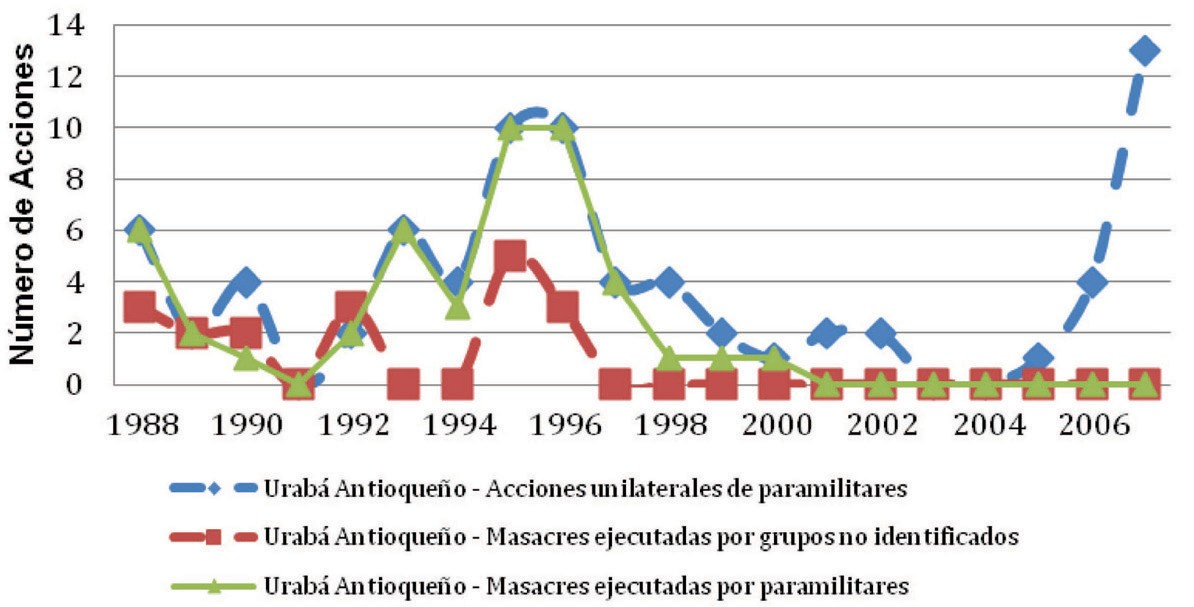 Número de Acciones
14
12
10
8
6
4
2
0
1988 1990 1992 1994 1996 1998 2000 2002 2004 2006
Urabá Antioqueño - Acciones unilaterales de paramilitares
Urabá Antioqueño - Masacres ejecutadas por grupos no identificados
Urabá Antioqueño - Masacres ejecutadas por paramilitares